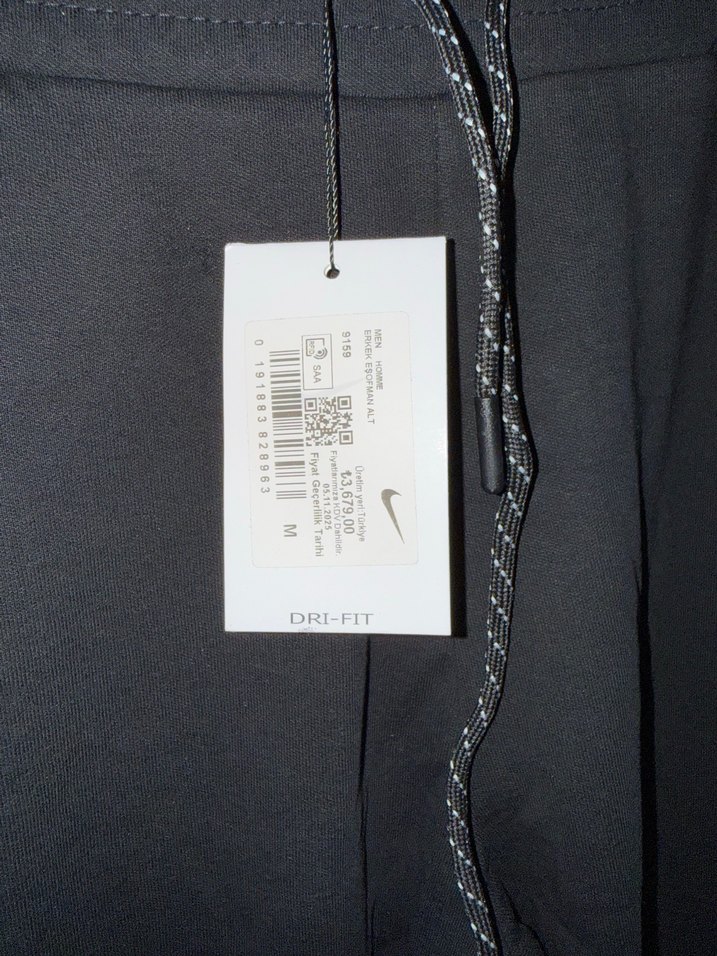 MEN HOMME
ERKEK EŞOFMAN ALT
9159
RFID
SAA
0 191883 828963
Üretim yeri Türkiye
₺3,679,00
Fiyatlarımıza KDV Dahildir.
05.11.2025
Fiyat Geçerlilik Tarihi
M
DRI-FIT